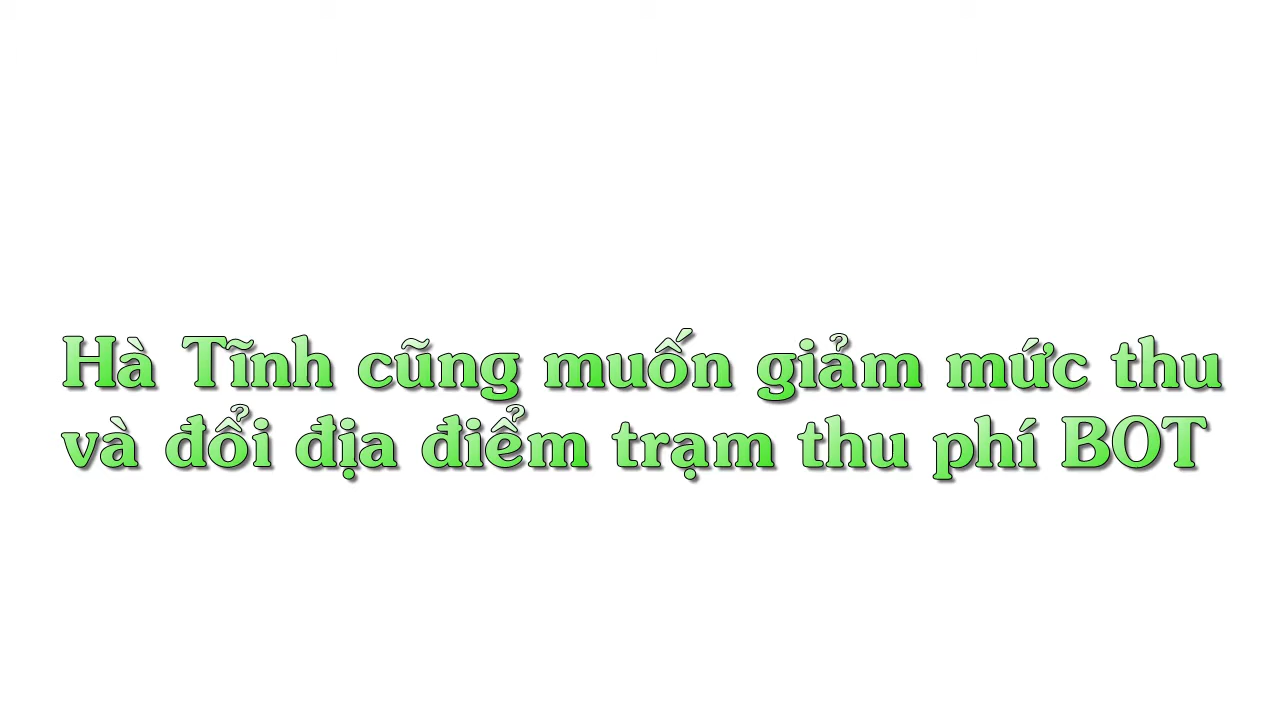 Hà Tĩnh cũng muốn giảm mức thu
và đổi địa điểm trạm thu phí BOT